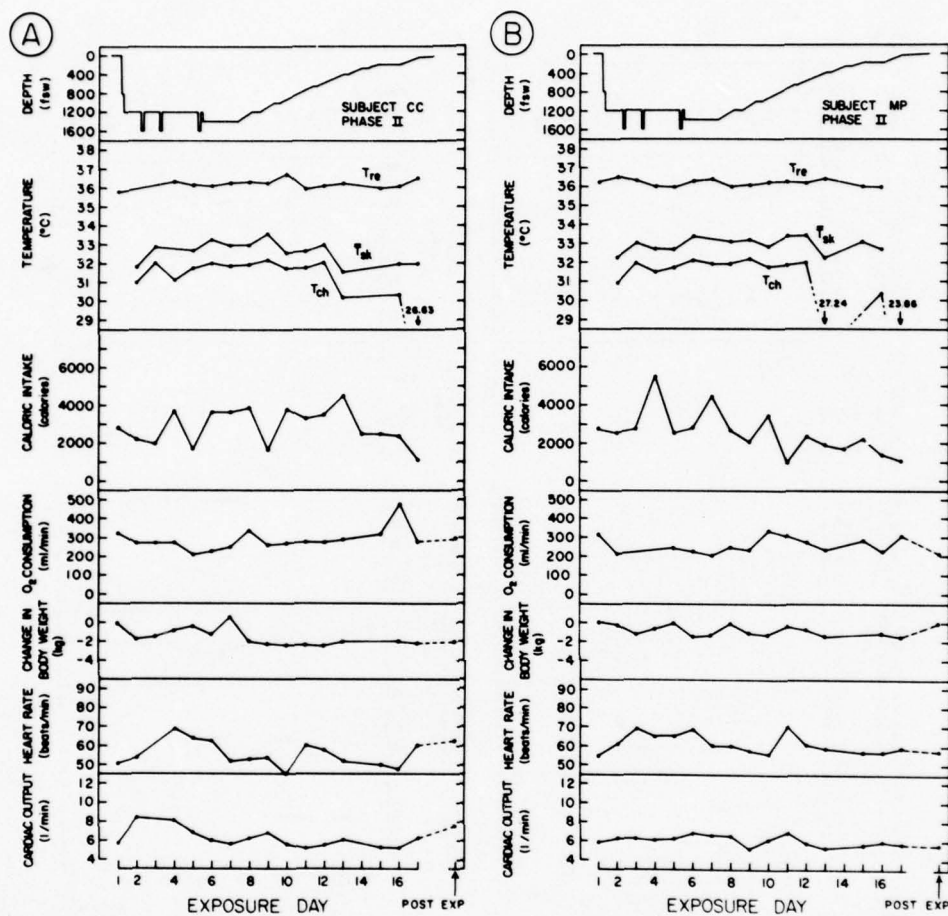 A
DEPTH
(fsw)
0
400
800
1200
1600
SUBJECT CC
PHASE II
TEMPERATURE
(°C)
38
37
36
35
34
33
32
31
30
29
Tre
T̅sk
Tch
26.63
CALORIC INTAKE
(calories)
6000
4000
2000
0
O₂ CONSUMPTION
(ml/min)
500
400
300
200
100
0
CHANGE IN
BODY WEIGHT
(kg)
0
-2
-4
HEART RATE
(beats/min)
90
80
70
60
50
CARDIAC OUTPUT
(l/min)
12
10
8
6
4
1 2 4 6 8 10 12 14 16
EXPOSURE DAY
POST EXP
B
DEPTH
(fsw)
0
400
800
1200
1600
SUBJECT MP
PHASE II
TEMPERATURE
(°C)
38
37
36
35
34
33
32
31
30
29
Tre
T̅sk
Tch
27.24
23.86
CALORIC INTAKE
(calories)
6000
4000
2000
0
O₂ CONSUMPTION
(ml/min)
500
400
300
200
100
0
CHANGE IN
BODY WEIGHT
(kg)
0
-2
-4
HEART RATE
(beats/min)
90
80
70
60
50
CARDIAC OUTPUT
(l/min)
12
10
8
6
4
1 2 4 6 8 10 12 14 16
EXPOSURE DAY
POST EXP